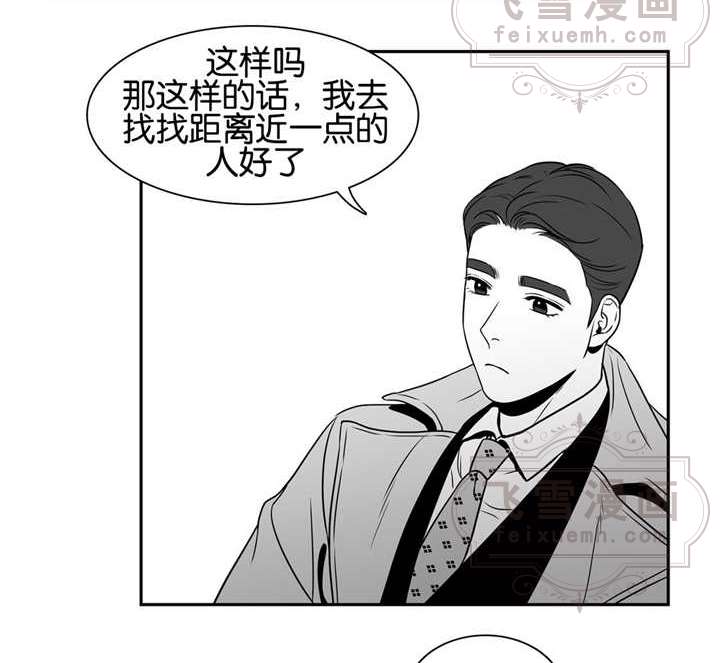 飞雪漫画
feixuemh.com
这样吗
那这样的话，我去
找找距离近一点的
人好了
飞雪漫画
feixuemh.com